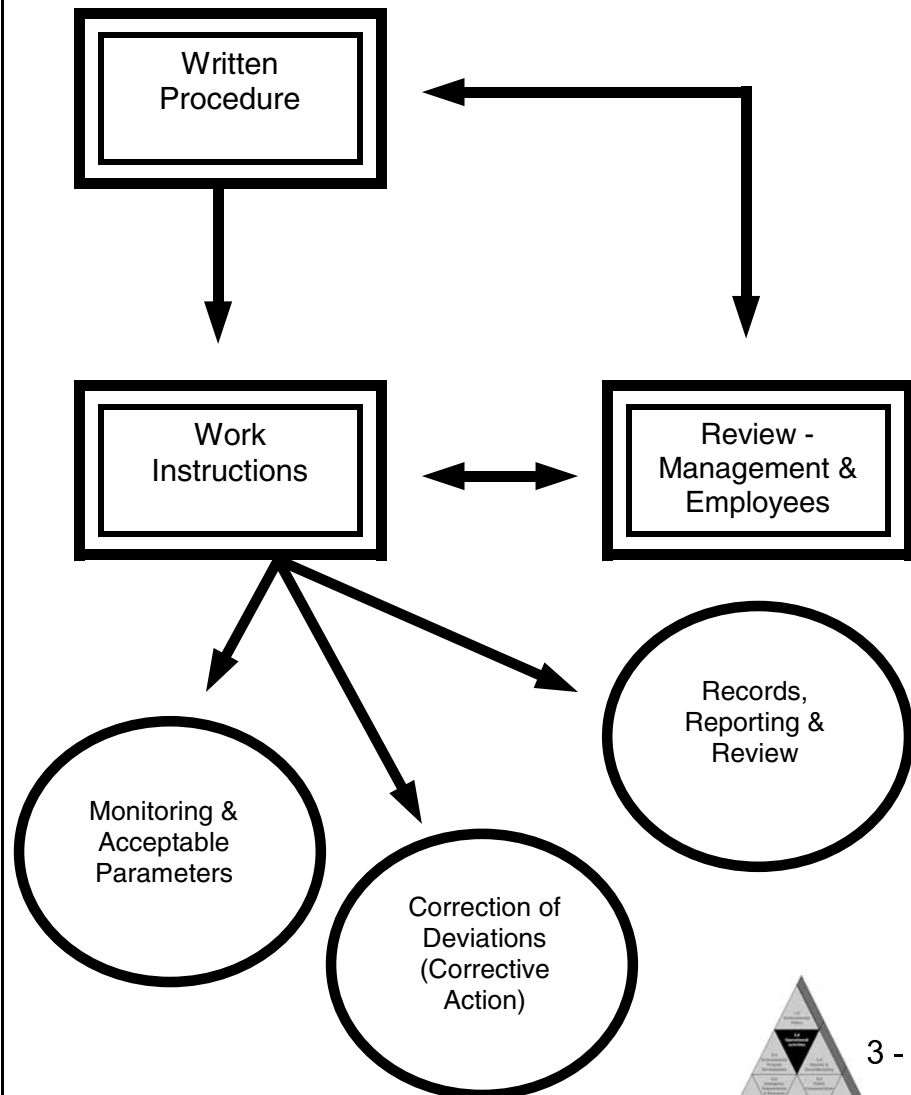 Written
Procedure
Work
Instructions
Review -
Management &
Employees
Records,
Reporting &
Review
Monitoring &
Acceptable
Parameters
Correction of
Deviations
(Corrective
Action)
3 -